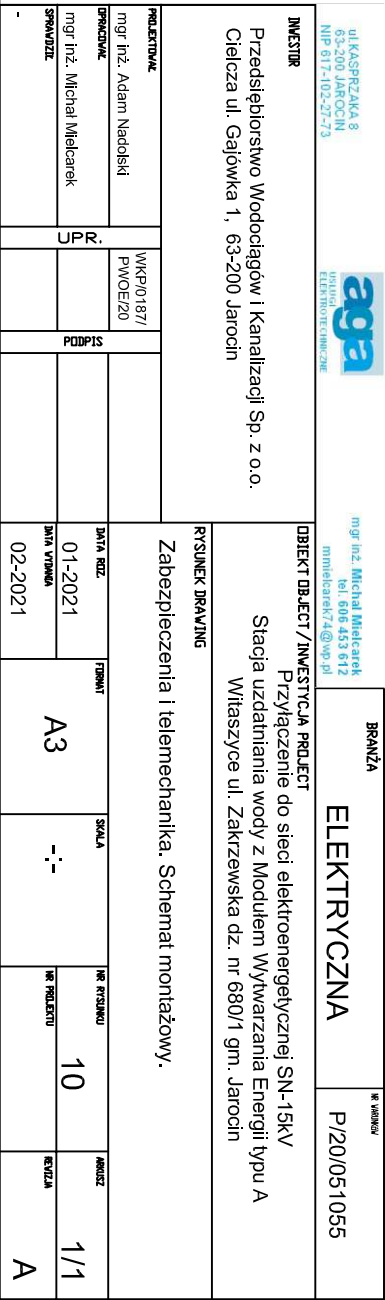 ul.KASPRZAKA 8
63-200 JAROCIN
NIP 617-102-27-73
aga
USŁUGI
ELEKTROTECHNICZNE
mgr inż. Michał Mielcarek
tel. 606 453 612
mmielcarek74@wp.pl
BRANŻA
ELEKTRYCZNA
NR WARUNKÓW
P/20/051055
INWESTOR
Przedsiębiorstwo Wodociągów i Kanalizacji Sp. z o.o.
Cielcza ul. Gajówka 1, 63-200 Jarocin
OBIEKT OBJECT/INWESTYCJA PROJECT
Przyłączenie do sieci elektroenergetycznej SN-15kV
Stacja uzdatniania wody z Modułem Wytwarzania Energii typu A
Witaszyce ul. Zakrzewska dz. nr 680/1 gm. Jarocin
PROJEKTOWAŁ
mgr inż. Adam Nadolski
OPRACOWAŁ
mgr inż. Michał Mielcarek
SPRAWDZIŁ
-
UPR.
WKP/0187/
PWOE/20
PODPIS
RYSUNEK DRAWING
Zabezpieczenia i telemechanika. Schemat montażowy.
DATA ROZ.
01-2021
DATA WYDANIA
02-2021
FORMAT
A3
SKALA
-:-
NR RYSUNKU
10
NR PROJEKTU
ARKUSZ
1/1
REWIZJA
A